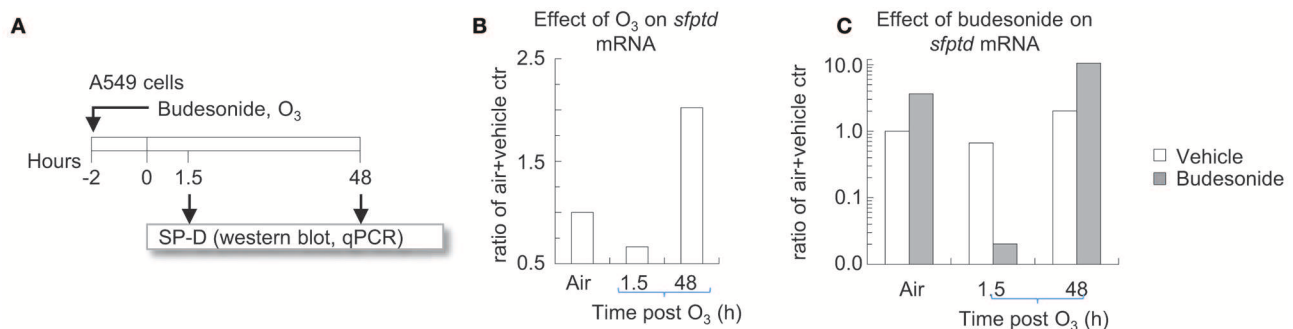 A
A549 cells
Budesonide, O3
Hours
-2 0 1.5 48
SP-D (western blot, qPCR)
B
Effect of O3 on sfptd
mRNA
ratio of air+vehicle ctr
2.5
1.5
0.5
Air 1.5 48
Time post O3 (h)
C
Effect of budesonide on
sfptd mRNA
ratio of air+vehicle ctr
10.0
1.0
0.1
0.0
Air 1.5 48
Time post O3 (h)
Vehicle
Budesonide